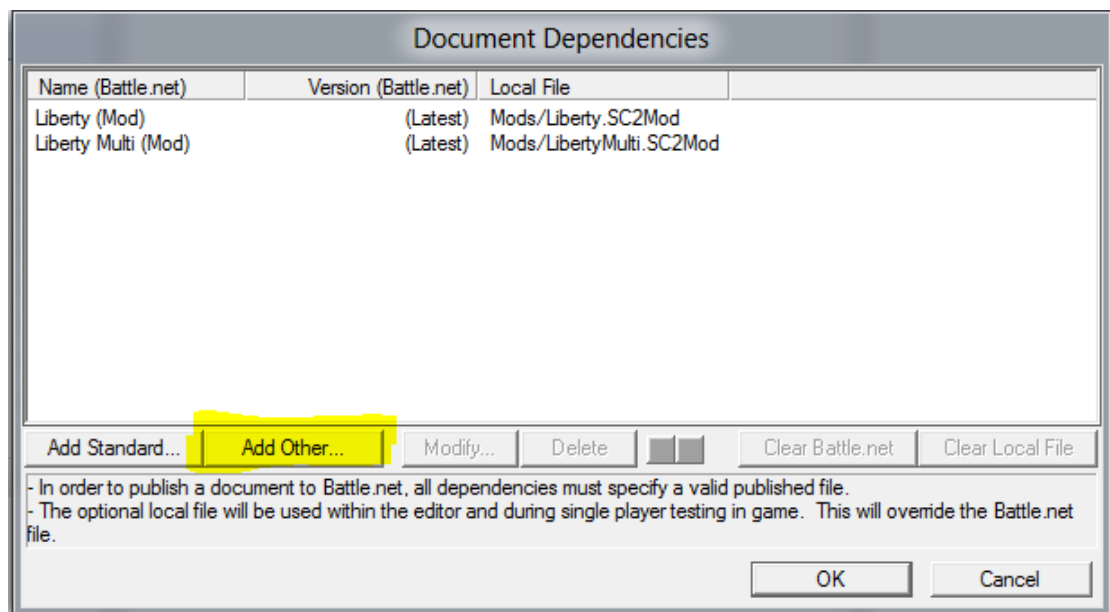 Document Dependencies
Name (Battle.net) Version (Battle.net) Local File
Liberty (Mod) (Latest) Mods/Liberty.SC2Mod
Liberty Multi (Mod) (Latest) Mods/LibertyMulti.SC2Mod
Add Standard... Add Other... Modify... Delete Clear Battle.net Clear Local File
- In order to publish a document to Battle.net, all dependencies must specify a valid published file.
- The optional local file will be used within the editor and during single player testing in game. This will override the Battle.net
file.
OK Cancel